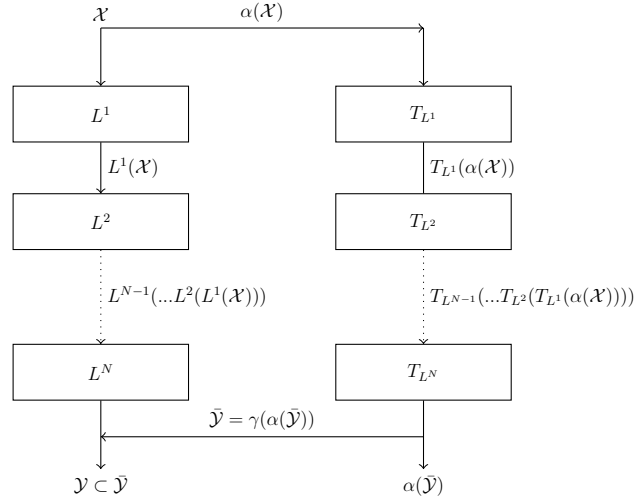 𝒳 α(𝒳)
L¹ T_{L¹}
L¹(𝒳) T_{L¹}(α(𝒳))
L² T_{L²}
L^{N−1}(...L²(L¹(𝒳))) T_{L^{N−1}}(...T_{L²}(T_{L¹}(α(𝒳))))
L^N T_{L^N}
𝒴̄ = γ(α(𝒴̄))
𝒴 ⊂ 𝒴̄ α(𝒴̄)